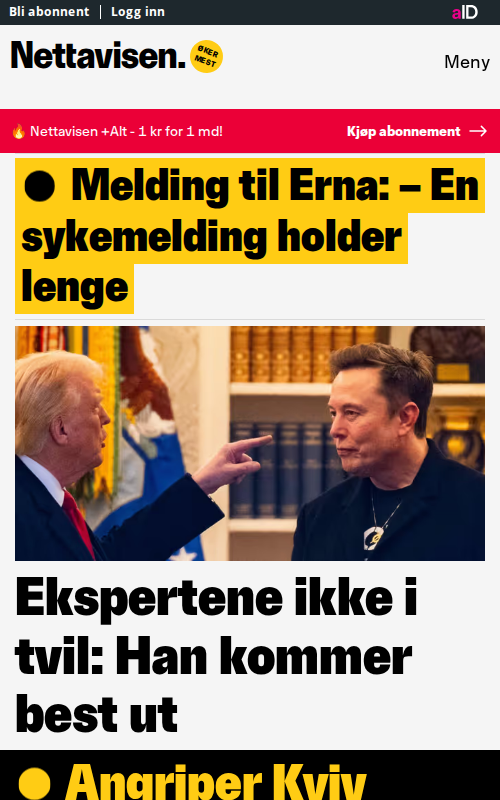 Bli abonnent
Logg inn
aID
Nettavisen.
ØKER
MEST
Meny
Nettavisen +Alt - 1 kr for 1 md!
Kjøp abonnement
Melding til Erna: – En
sykemelding holder
lenge
Ekspertene ikke i
tvil: Han kommer
best ut
Angriper Kyiv